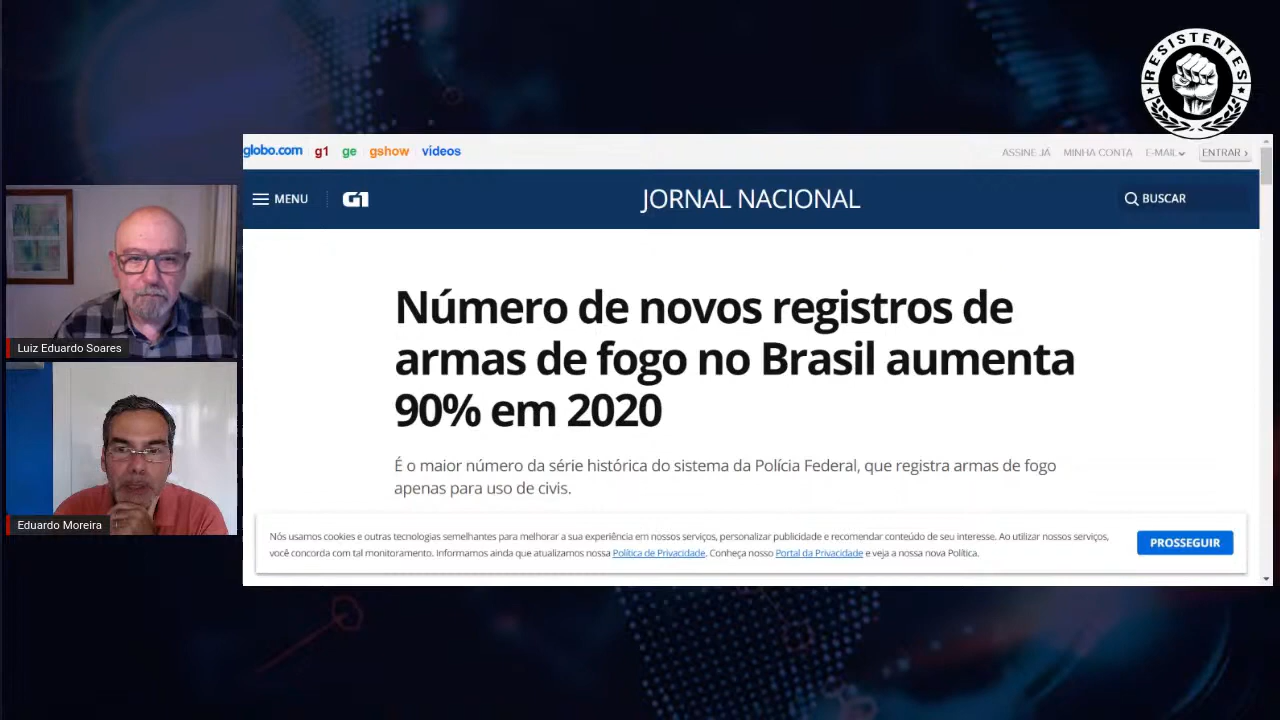 RESISTENTES
globo.com g1 ge gshow vídeos
ASSINE JÁ MINHA CONTA E-MAIL ENTRAR ›
MENU G1 JORNAL NACIONAL BUSCAR
Número de novos registros de
armas de fogo no Brasil aumenta
90% em 2020
É o maior número da série histórica do sistema da Polícia Federal, que registra armas de fogo
apenas para uso de civis.
Nós usamos cookies e outras tecnologias semelhantes para melhorar a sua experiência em nossos serviços, personalizar publicidade e recomendar conteúdo de seu interesse. Ao utilizar nossos serviços,
você concorda com tal monitoramento. Informamos ainda que atualizamos nossa Política de Privacidade. Conheça nosso Portal da Privacidade e veja a nossa nova Política.
PROSSEGUIR
Luiz Eduardo Soares
Eduardo Moreira